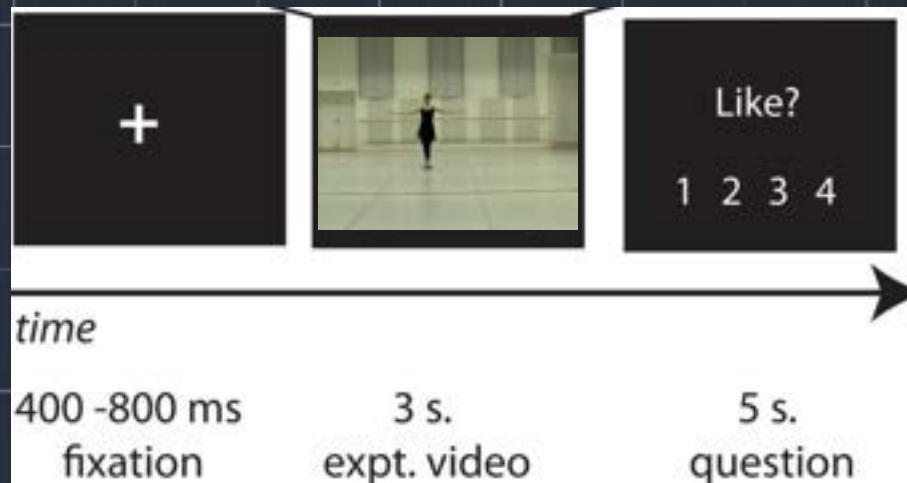 +
Like?
1 2 3 4
time
400 -800 ms
fixation
3 s.
expt. video
5 s.
question